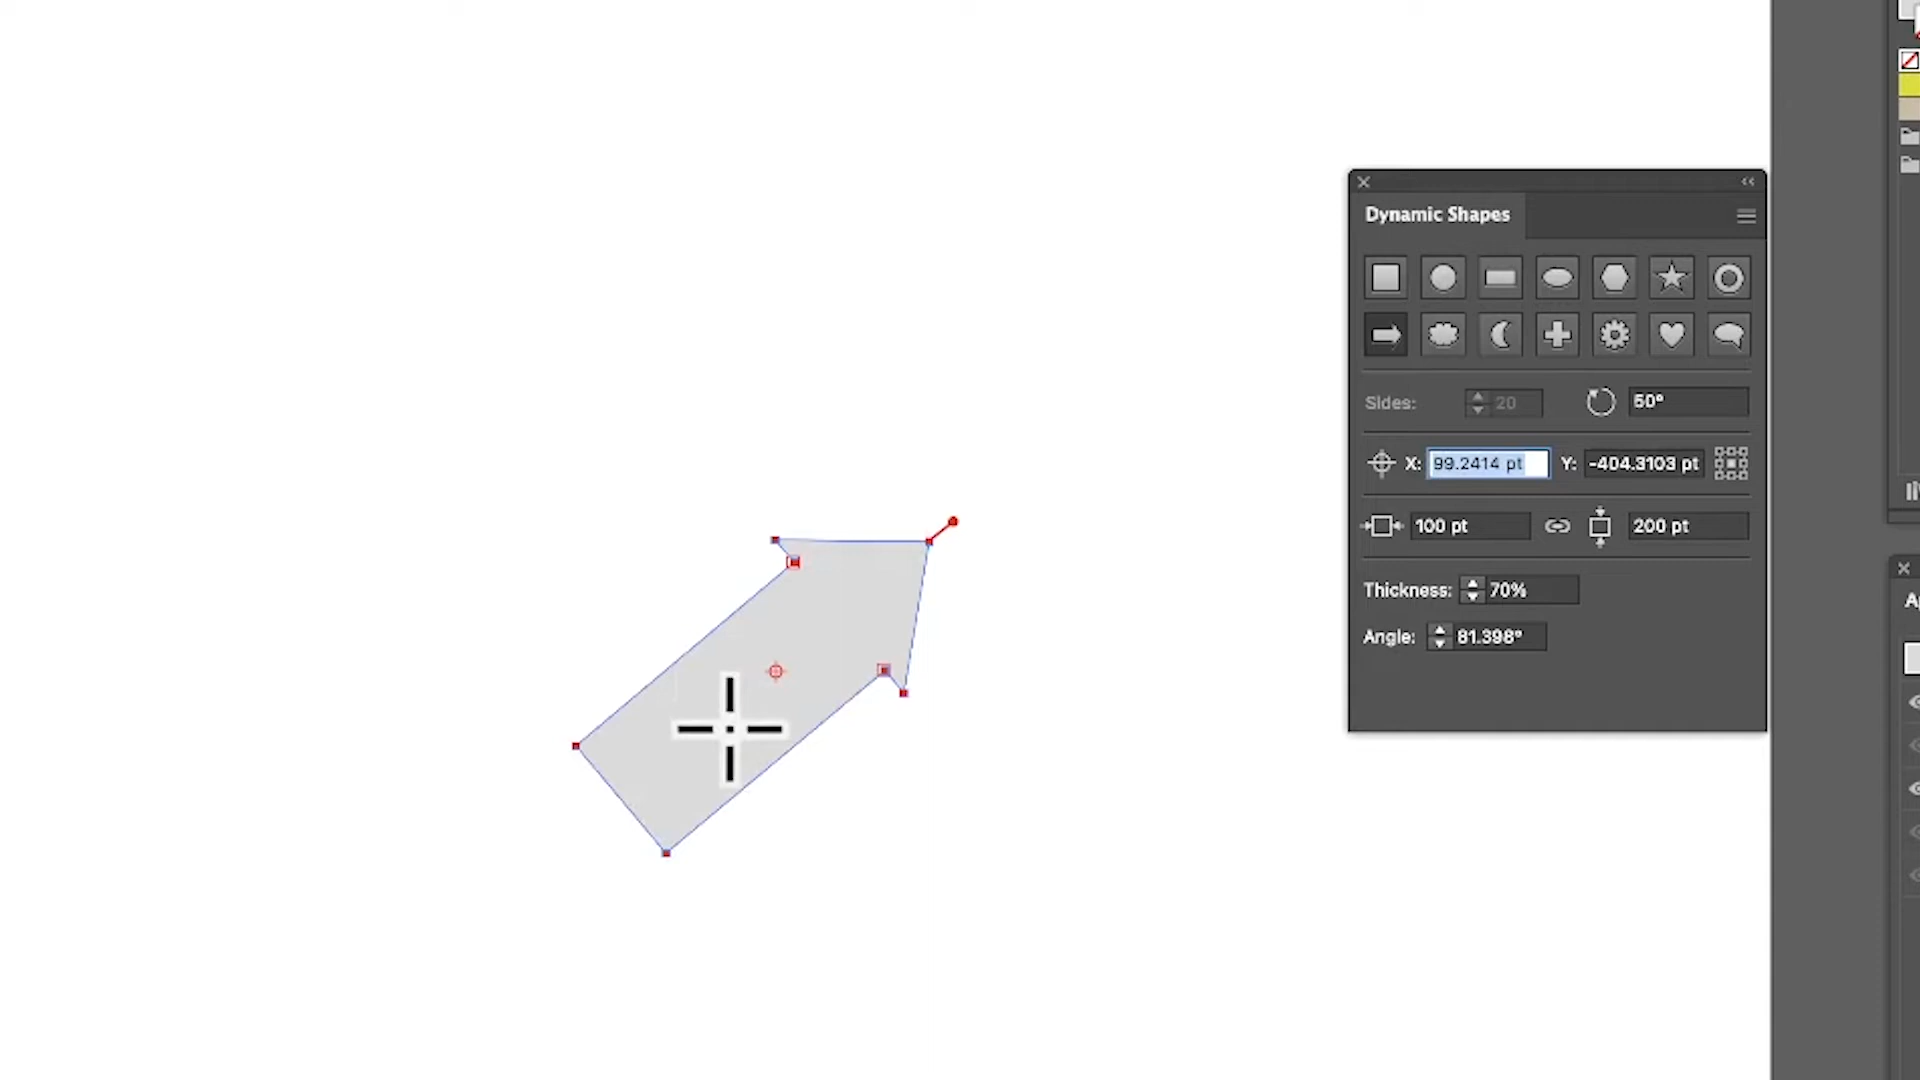 Dynamic Shapes
Sides: 20 50°
X: 99.2414 pt Y: -404.3103 pt
100 pt 200 pt
Thickness: 70%
Angle: 81.398°